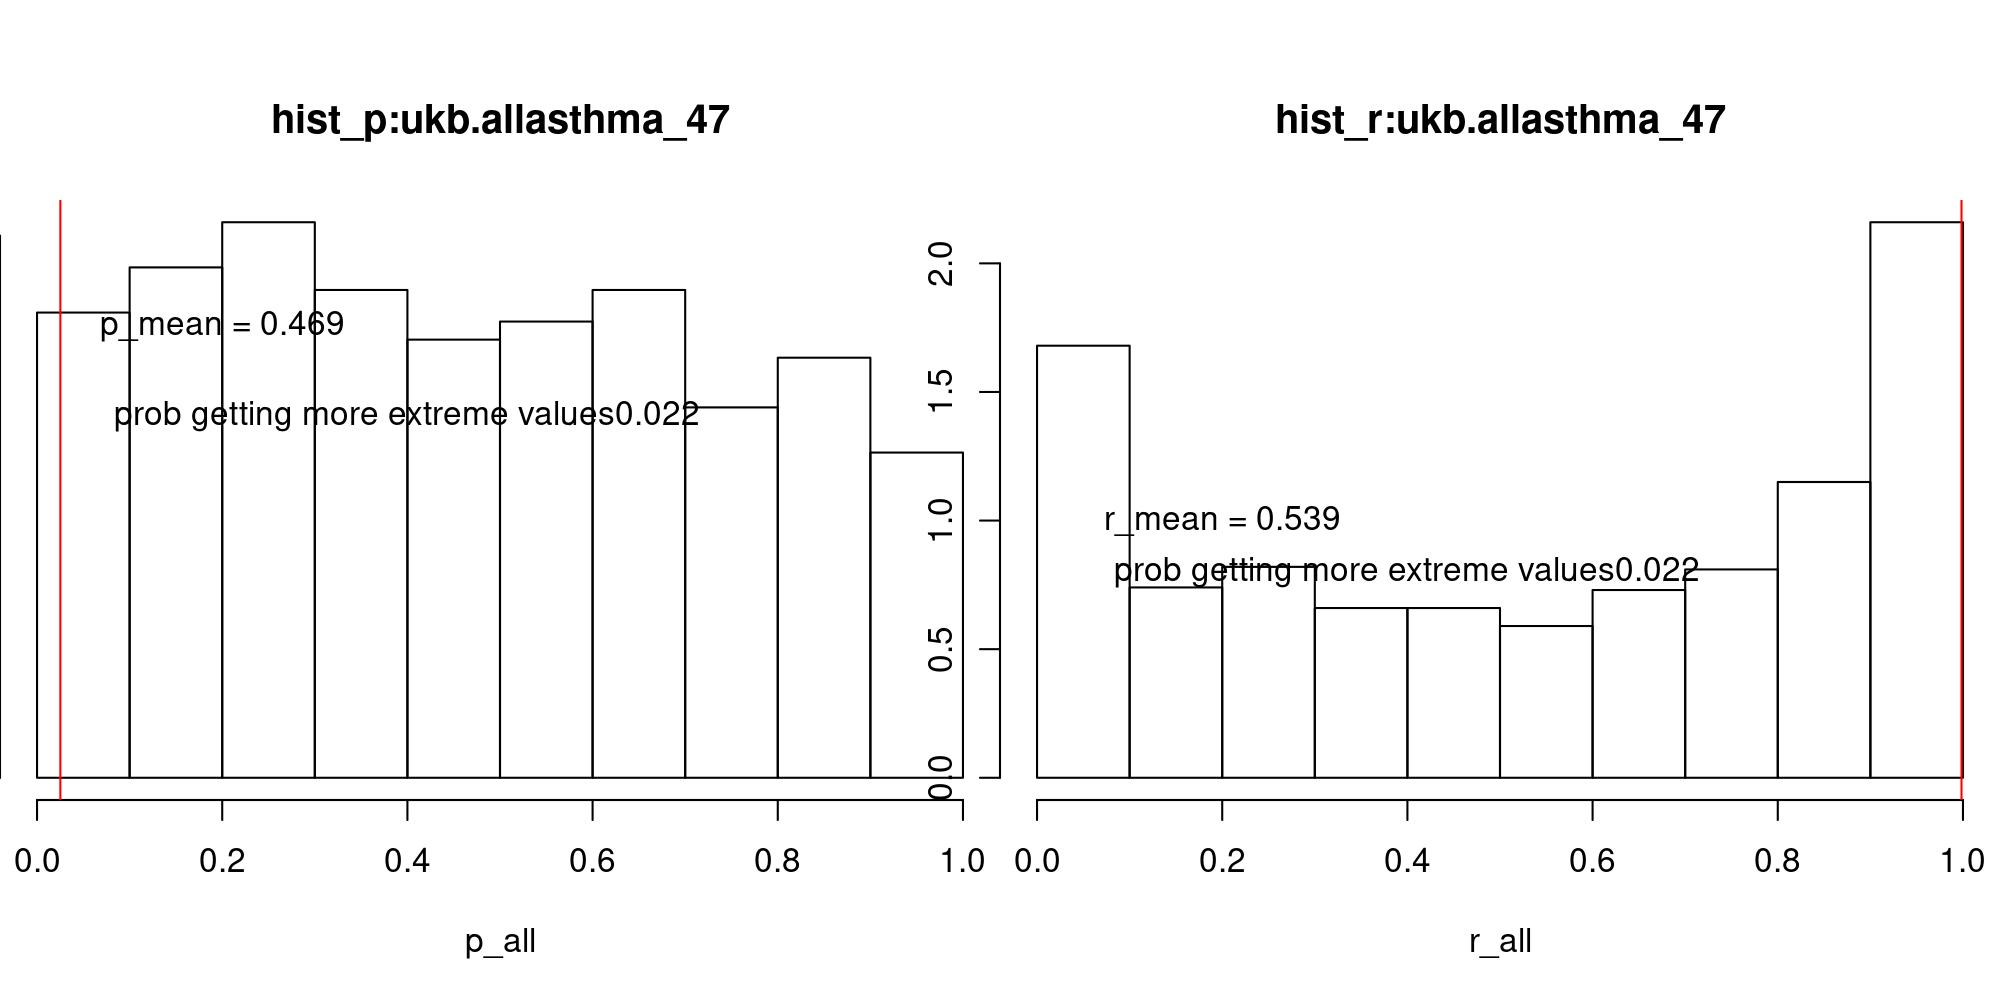 hist_p:ukb.allasthma_47
p_mean = 0.469
prob getting more extreme values0.022
0.0 0.2 0.4 0.6 0.8 1.0
p_all
hist_r:ukb.allasthma_47
2.0
1.5
1.0
0.5
0.0
r_mean = 0.539
prob getting more extreme values0.022
0.0 0.2 0.4 0.6 0.8 1.0
r_all